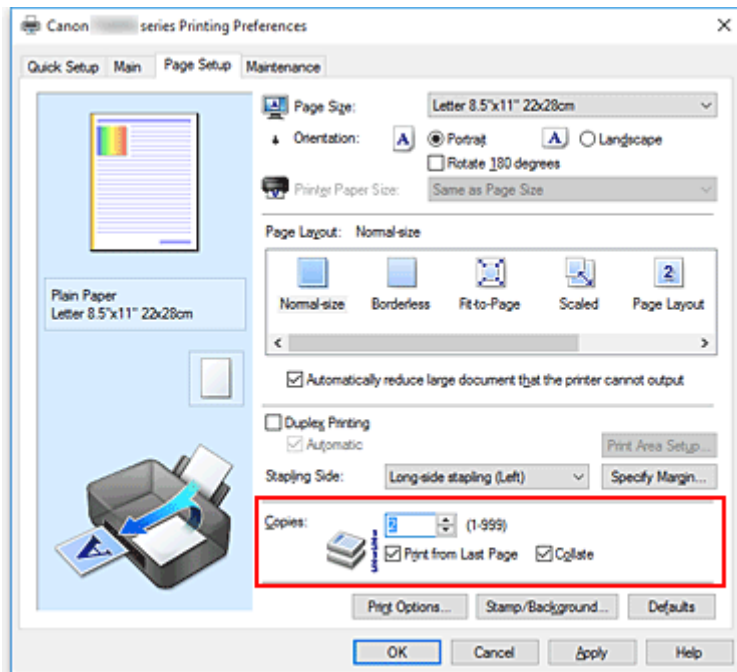 Canon series Printing Preferences
Quick Setup Main Page Setup Maintenance
Page Size: Letter 8.5"x11" 22x28cm
Orientation: A Portrait A Landscape
Rotate 180 degrees
Printer Paper Size: Same as Page Size
Page Layout: Normal-size
2
Normal-size Borderless Fit-to-Page Scaled Page Layout
Plain Paper
Letter 8.5"x11" 22x28cm
Automatically reduce large document that the printer cannot output
Duplex Printing
Automatic Print Area Setup...
Stapling Side: Long-side stapling (Left) Specify Margin...
Copies: 2 (1-999)
Print from Last Page Collate
A
Print Options... Stamp/Background... Defaults
OK Cancel Apply Help